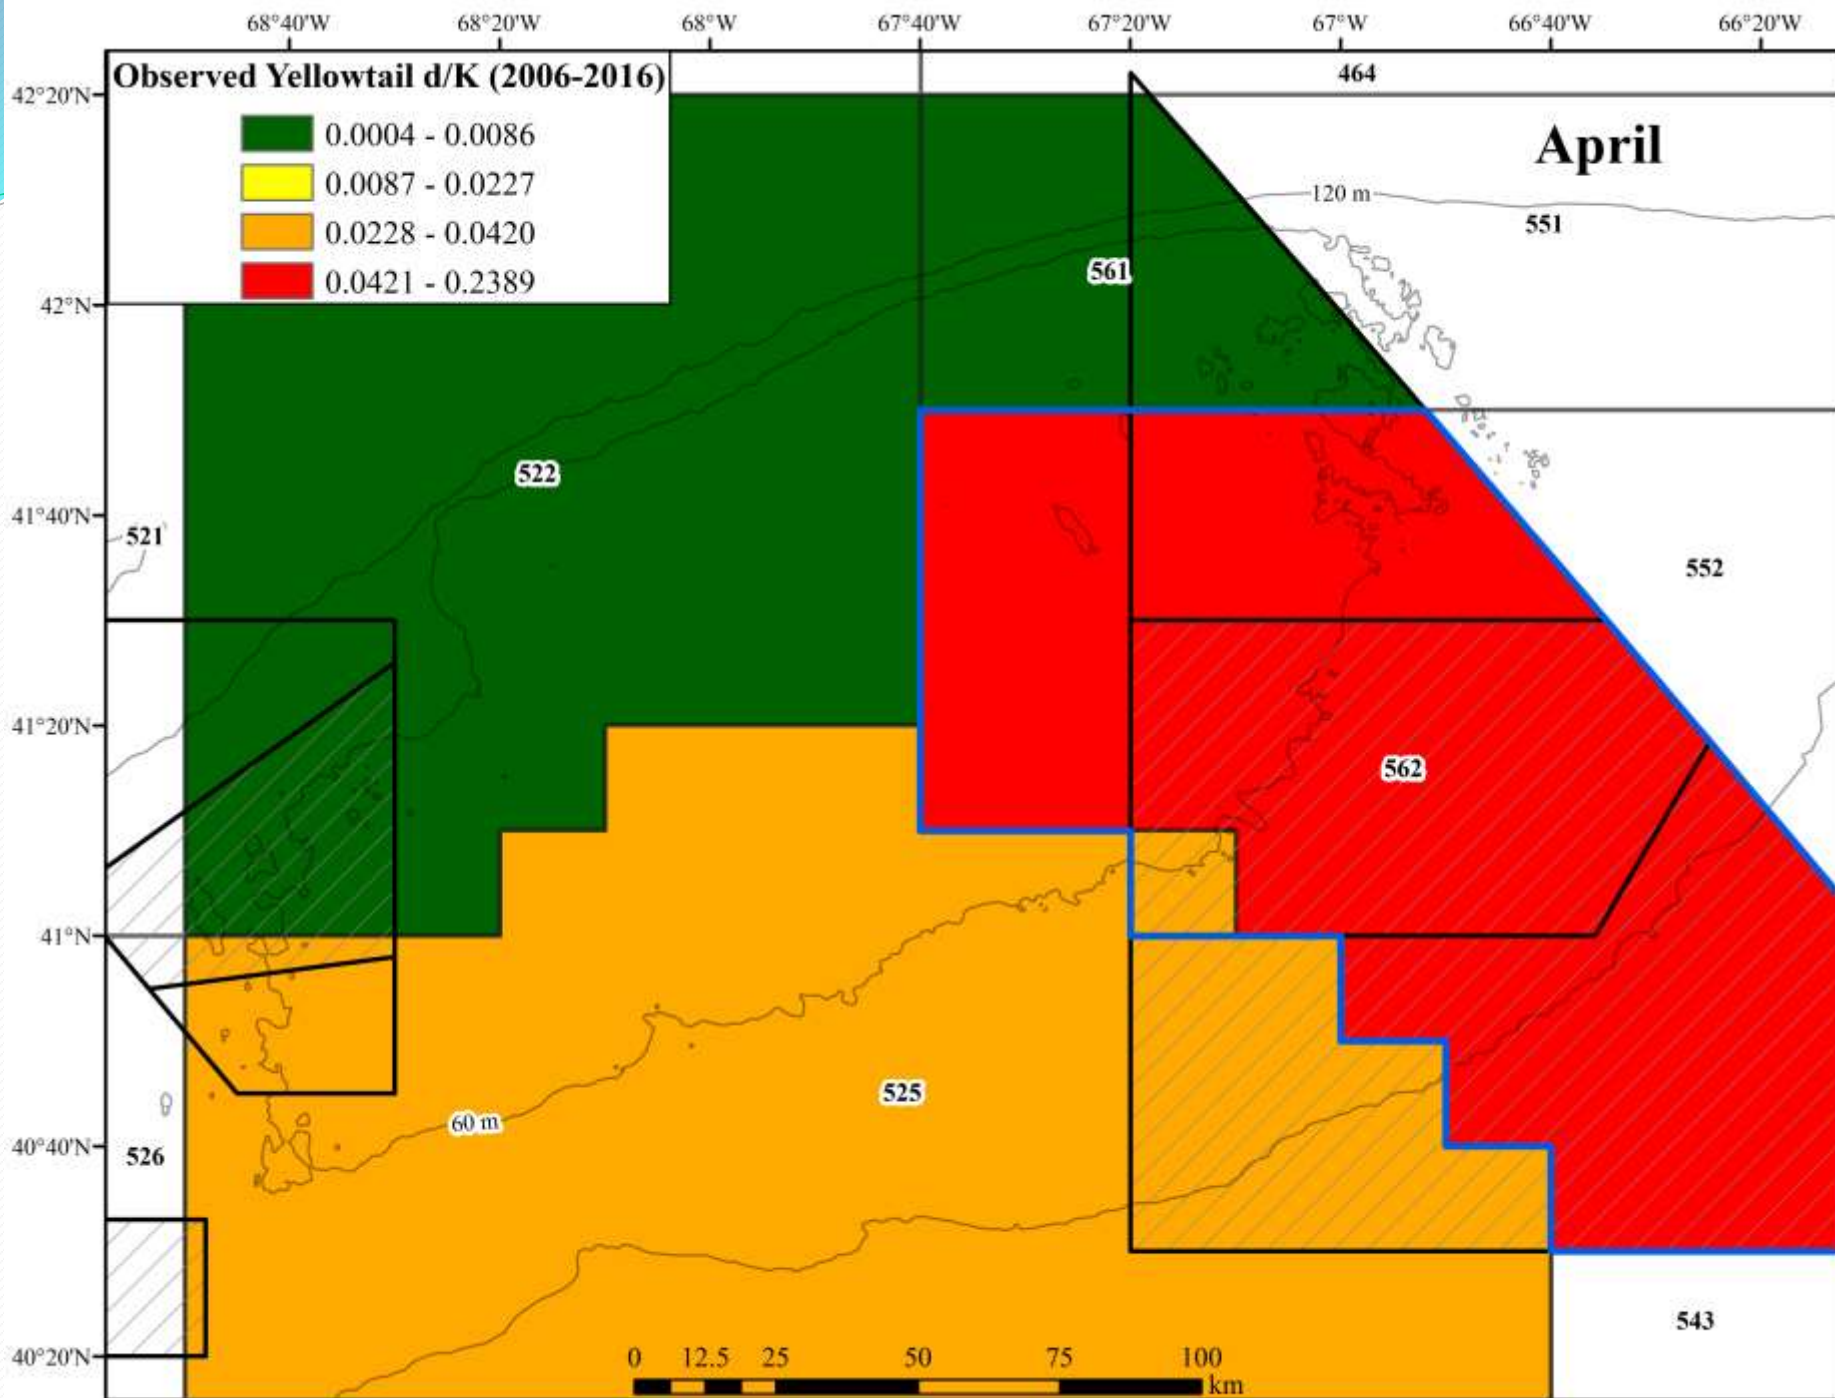 68°40'W 68°20'W 68°W 67°40'W 67°20'W 67°W 66°40'W 66°20'W
Observed Yellowtail d/K (2006-2016)
0.0004 - 0.0086
0.0087 - 0.0227
0.0228 - 0.0420
0.0421 - 0.2389
464
42°20'N
April
120 m
551
561
42°N
522
41°40'N
521
552
41°20'N
562
41°N
525
60 m
40°40'N
526
543
40°20'N
0 12.5 25 50 75 100
km